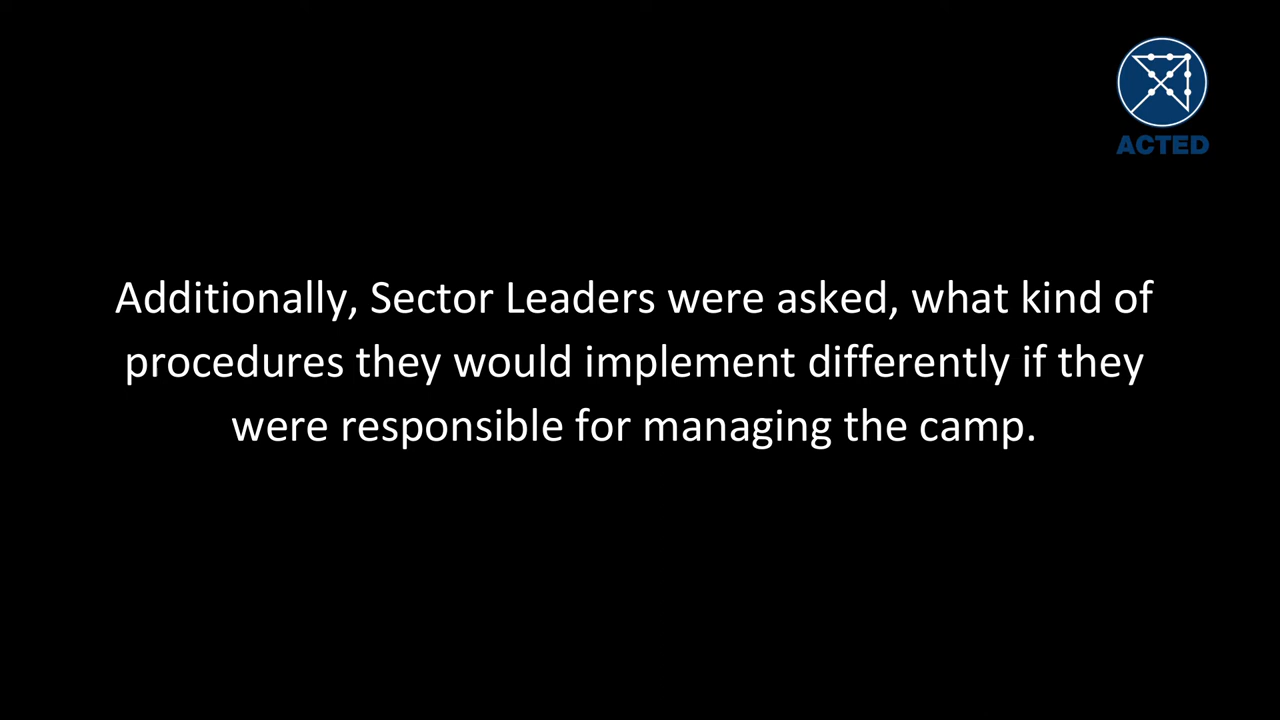 ACTED
Additionally, Sector Leaders were asked, what kind of
procedures they would implement differently if they
were responsible for managing the camp.